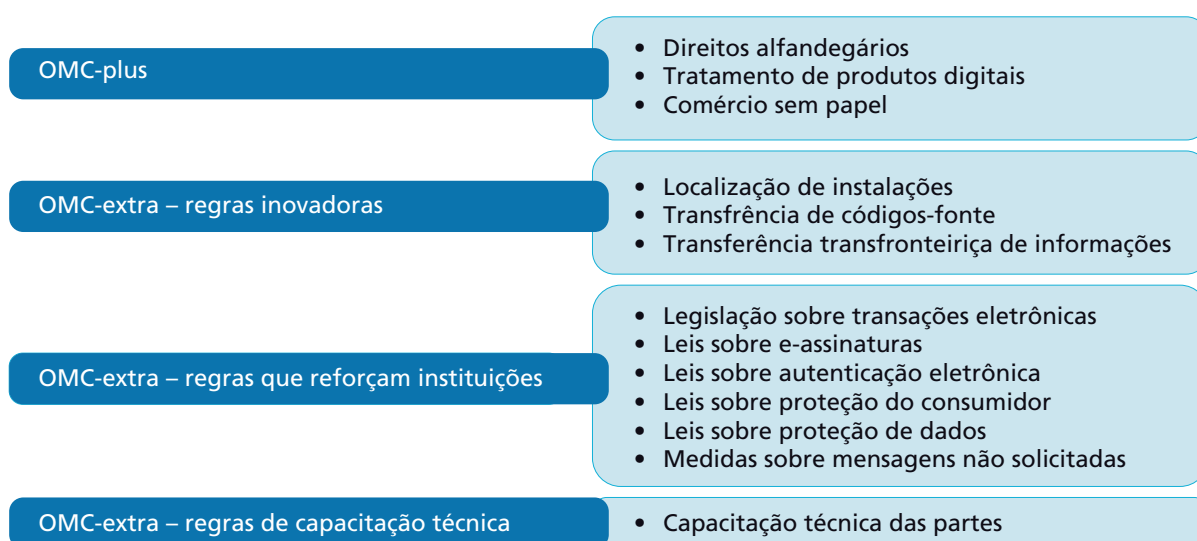 OMC-plus
• Direitos alfandegários
• Tratamento de produtos digitais
• Comércio sem papel
OMC-extra – regras inovadoras
• Localização de instalações
• Transfrência de códigos-fonte
• Transferência transfronteiriça de informações
OMC-extra – regras que reforçam instituições
• Legislação sobre transações eletrônicas
• Leis sobre e-assinaturas
• Leis sobre autenticação eletrônica
• Leis sobre proteção do consumidor
• Leis sobre proteção de dados
• Medidas sobre mensagens não solicitadas
OMC-extra – regras de capacitação técnica
• Capacitação técnica das partes